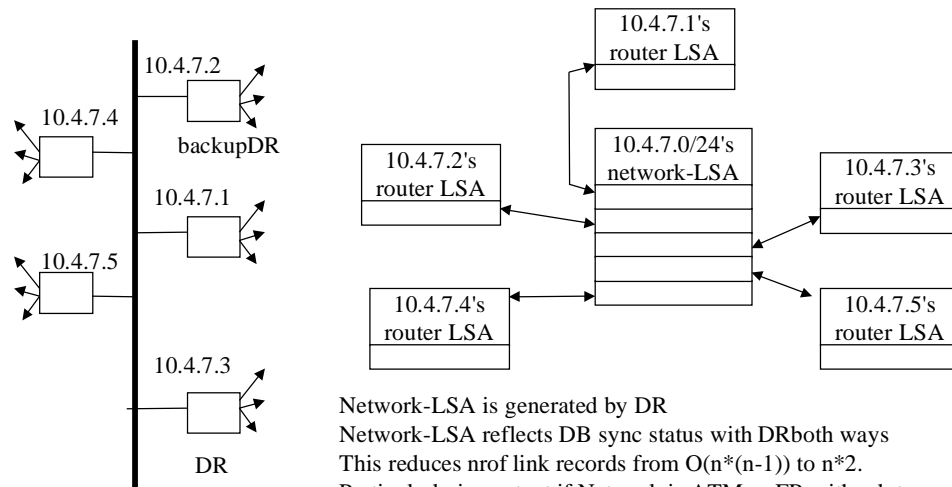 10.4.7.2
10.4.7.4
backupDR
10.4.7.1
10.4.7.5
10.4.7.3
DR
10.4.7.1's
router LSA
10.4.7.2's
router LSA
10.4.7.0/24's
network-LSA
10.4.7.3's
router LSA
10.4.7.4's
router LSA
10.4.7.5's
router LSA
Network-LSA is generated by DR
Network-LSA reflects DB sync status with DRboth ways
This reduces nrof link records from O(n*(n-1)) to n*2.